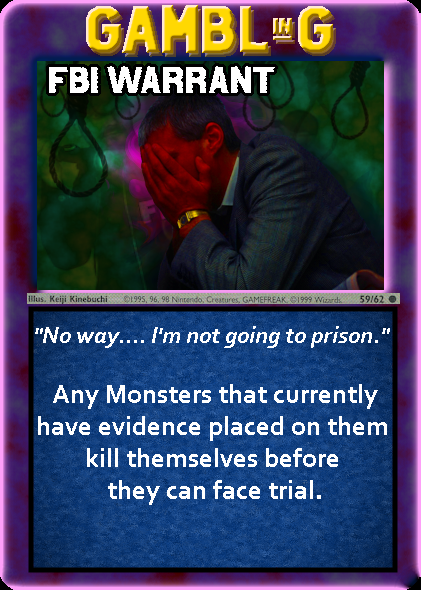 GAMBLinG
FBI WARRANT
Illus. Keiji Kinebuchi ©1995, 96, 98 Nintendo, Creatures, GAMEFREAK. ©1999 Wizards. 59/62
"No way.... I'm not going to prison."
Any Monsters that currently
have evidence placed on them
kill themselves before
they can face trial.